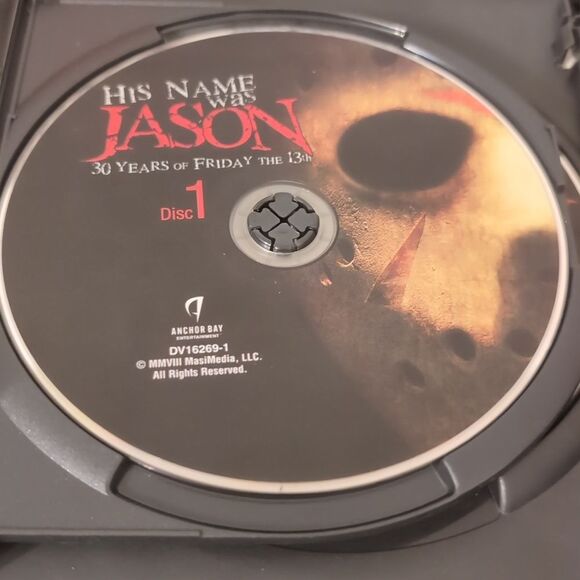 HIS NAME
was
JASON
30 YEARS OF FRIDAY THE 13th
Disc 1
ANCHOR BAY
ENTERTAINMENT
DV16269-1
© MMVIII MasiMedia, LLC.
All Rights Reserved.